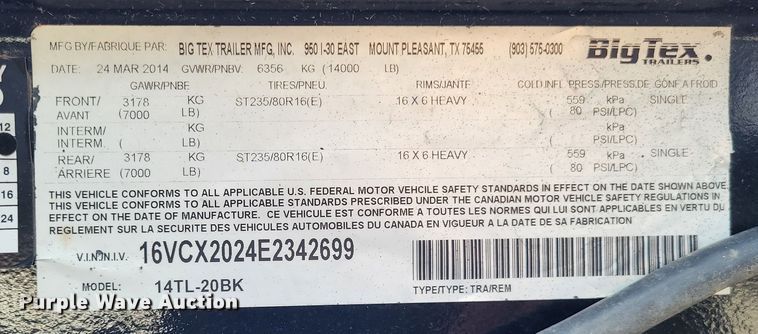 MFG BY/FABRIQUE PAR: BIG TEX TRAILER MFG, INC. 950 I-30 EAST MOUNT PLEASANT, TX 75455 (903) 575-0300 Big Tex. TRAILERS
DATE: 24 MAR 2014 GVWR/PNBV: 6356 KG (14000 LB)
GAWR/PNBE TIRES/PNEU. RIMS/JANTE COLD INFL PRESS/PRESS.DE GONF A FROID
FRONT/ 3178 KG ST235/80R16(E) 16 X 6 HEAVY 559 kPa SINGLE
AVANT (7000 LB) ( 80 PSI/LPC)
INTERM/ KG kPa
INTERM. ( LB) ( PSI/LPC)
REAR/ 3178 KG ST235/80R16(E) 16 X 6 HEAVY 559 kPa SINGLE
ARRIERE (7000 LB) ( 80 PSI/LPC)
THIS VEHICLE CONFORMS TO ALL APPLICABLE U.S. FEDERAL MOTOR VEHCILE SAFETY STANDARDS IN EFFECT ON THE DATE SHOWN ABOVE.
THIS VEHICLE CONFORMS TO ALL APPLICABLE STANDARDS PRESCRIBED UNDER THE CANADIAN MOTOR VEHICLE SAFETY REGULATIONS IN
EFFECT ON THE DATE OF MANUFACTURE. CE VEHICULE EST CONFORME A TOUTES LES NORMES QUI LUI SONT APPLICABLES EN VERTU DU
REGLEMENT SUR LA SECURITE DES VEHICULES AUTOMOBILES DU CANADA EN VIGUEUR A LA DATE DE SA FABRICATION
V.I.N./N.I.V. 16VCX2024E2342699
MODEL: 14TL-20BK TYPE/TYPE: TRA/REM
12
8
16
24
Purple Wave Auction